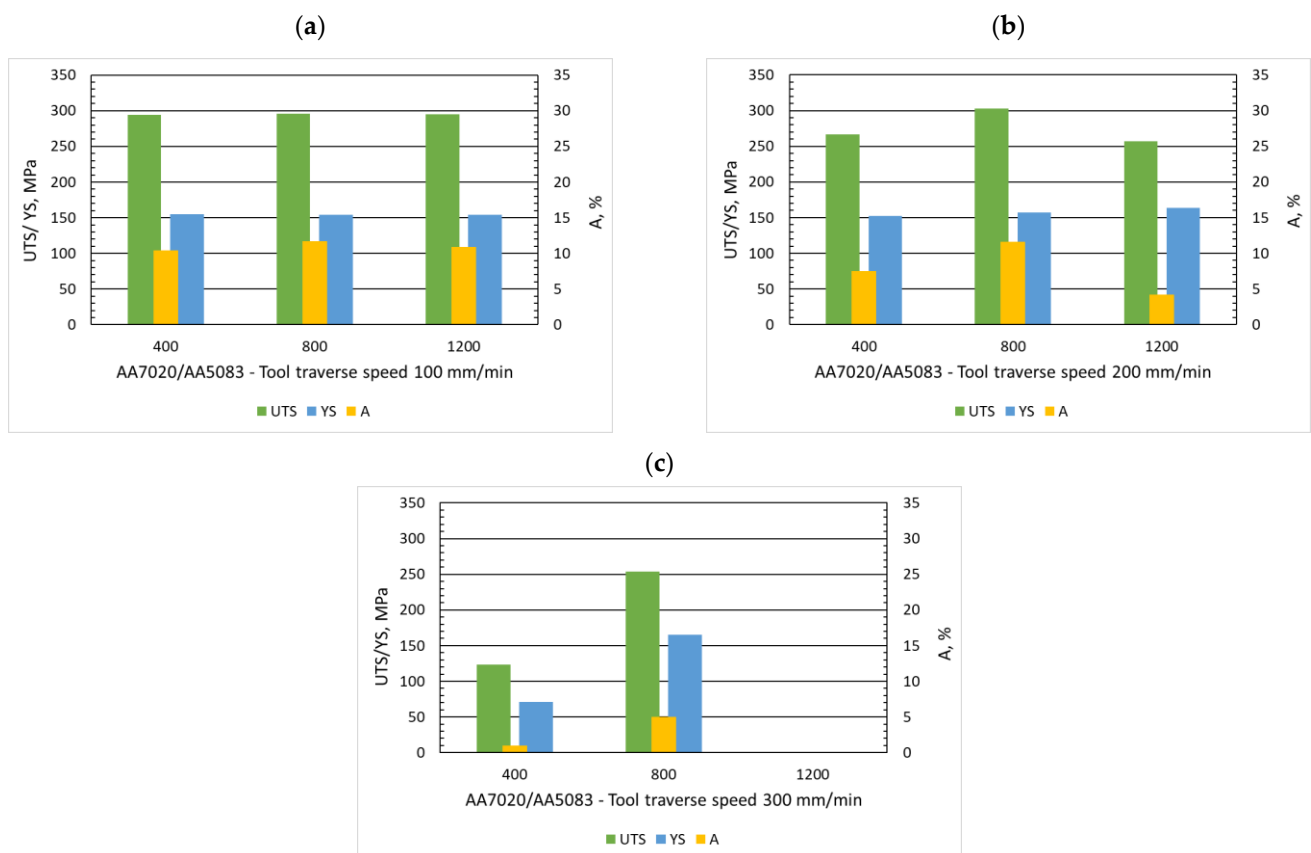 (a)
350
300
250
200
150
100
50
0
UTS/ YS, MPa
35
30
25
20
15
10
5
0
A, %
400 800 1200
AA7020/AA5083 - Tool traverse speed 100 mm/min
UTS YS A
(b)
350
300
250
200
150
100
50
0
UTS/YS, MPa
35
30
25
20
15
10
5
0
A, %
400 800 1200
AA7020/AA5083 - Tool traverse speed 200 mm/min
UTS YS A
(c)
350
300
250
200
150
100
50
0
UTS/YS, MPa
35
30
25
20
15
10
5
0
A, %
400 800 1200
AA7020/AA5083 - Tool traverse speed 300 mm/min
UTS YS A